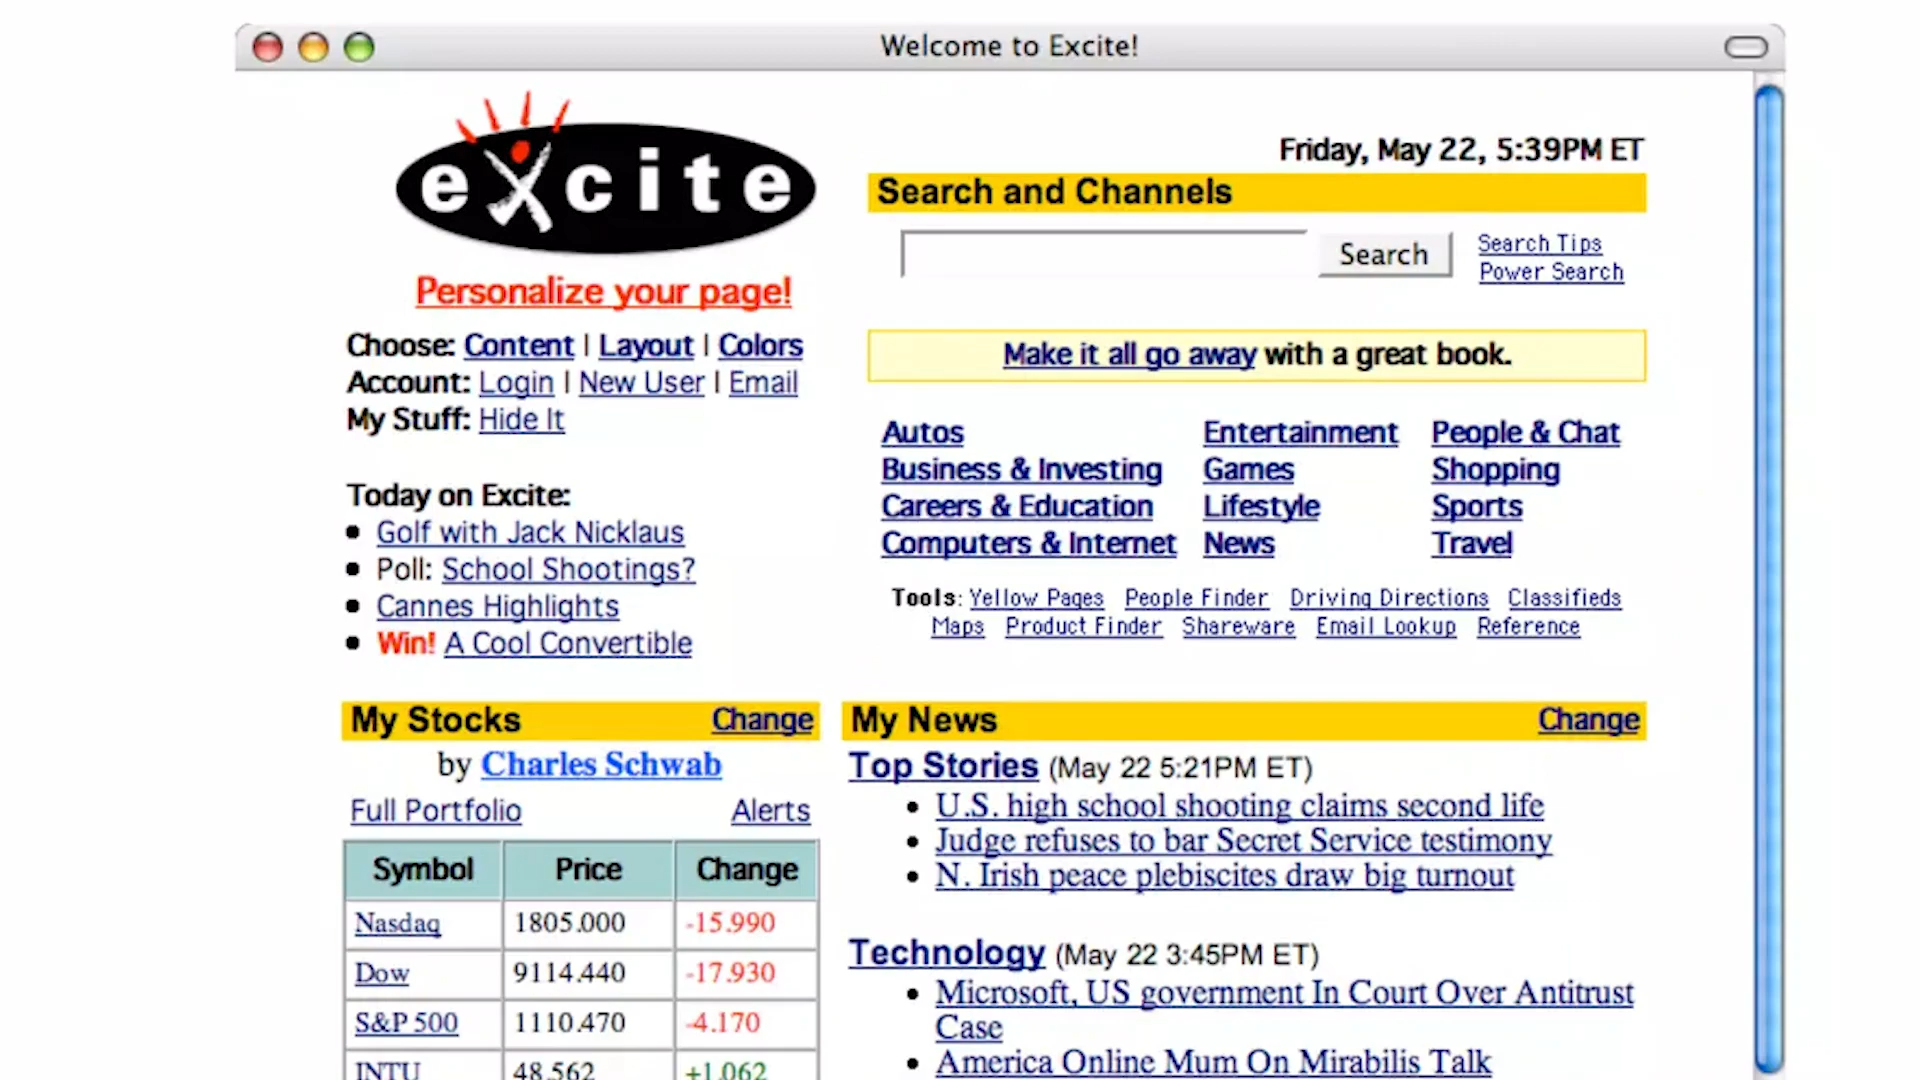 Welcome to Excite!
excite
Personalize your page!
Choose: Content | Layout | Colors
Account: Login | New User | Email
My Stuff: Hide It
Today on Excite:
Golf with Jack Nicklaus
Poll: School Shootings?
Cannes Highlights
Win! A Cool Convertible
Friday, May 22, 5:39PM ET
Search and Channels
Search
Search Tips
Power Search
Make it all go away with a great book.
Autos Entertainment People & Chat
Business & Investing Games Shopping
Careers & Education Lifestyle Sports
Computers & Internet News Travel
Tools: Yellow Pages People Finder Driving Directions Classifieds
Maps Product Finder Shareware Email Lookup Reference
My Stocks Change
by Charles Schwab
Full Portfolio Alerts
Symbol Price Change
Nasdaq 1805.000 -15.990
Dow 9114.440 -17.930
S&P 500 1110.470 -4.170
INTU 48.562 +1.062
My News Change
Top Stories (May 22 5:21PM ET)
U.S. high school shooting claims second life
Judge refuses to bar Secret Service testimony
N. Irish peace plebiscites draw big turnout
Technology (May 22 3:45PM ET)
Microsoft, US government In Court Over Antitrust
Case
America Online Mum On Mirabilis Talk